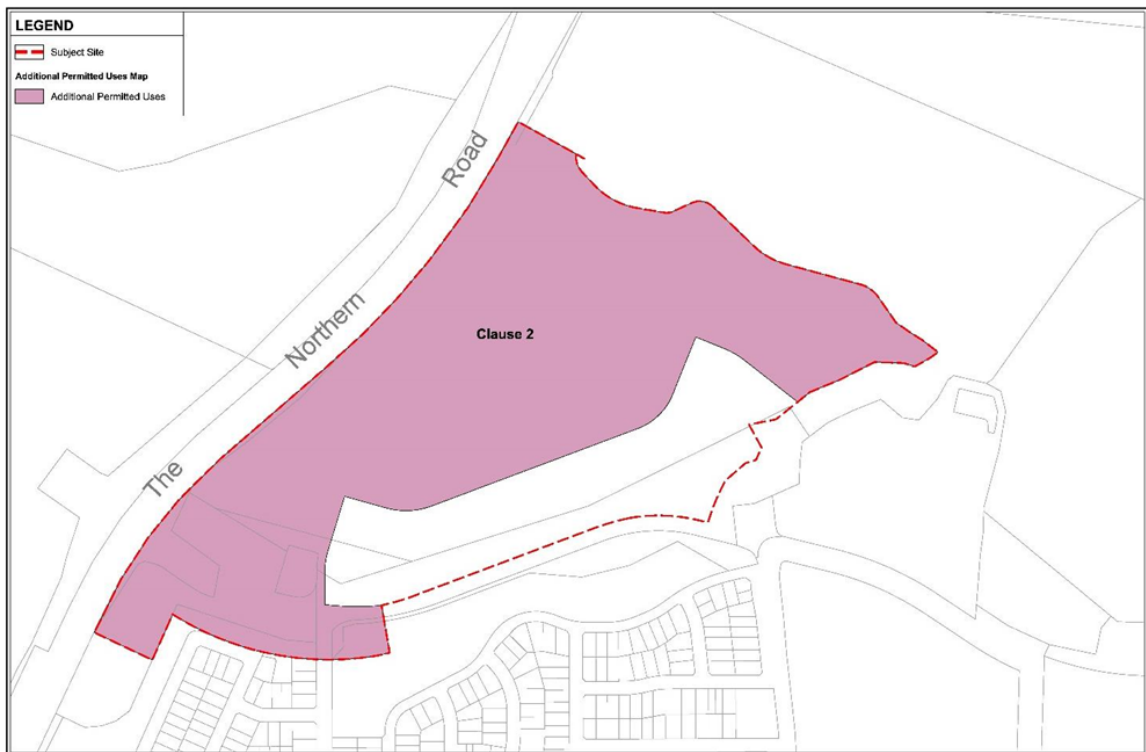 LEGEND
Subject Site
Additional Permitted Uses Map
Additional Permitted Uses
The Northern Road
Clause 2